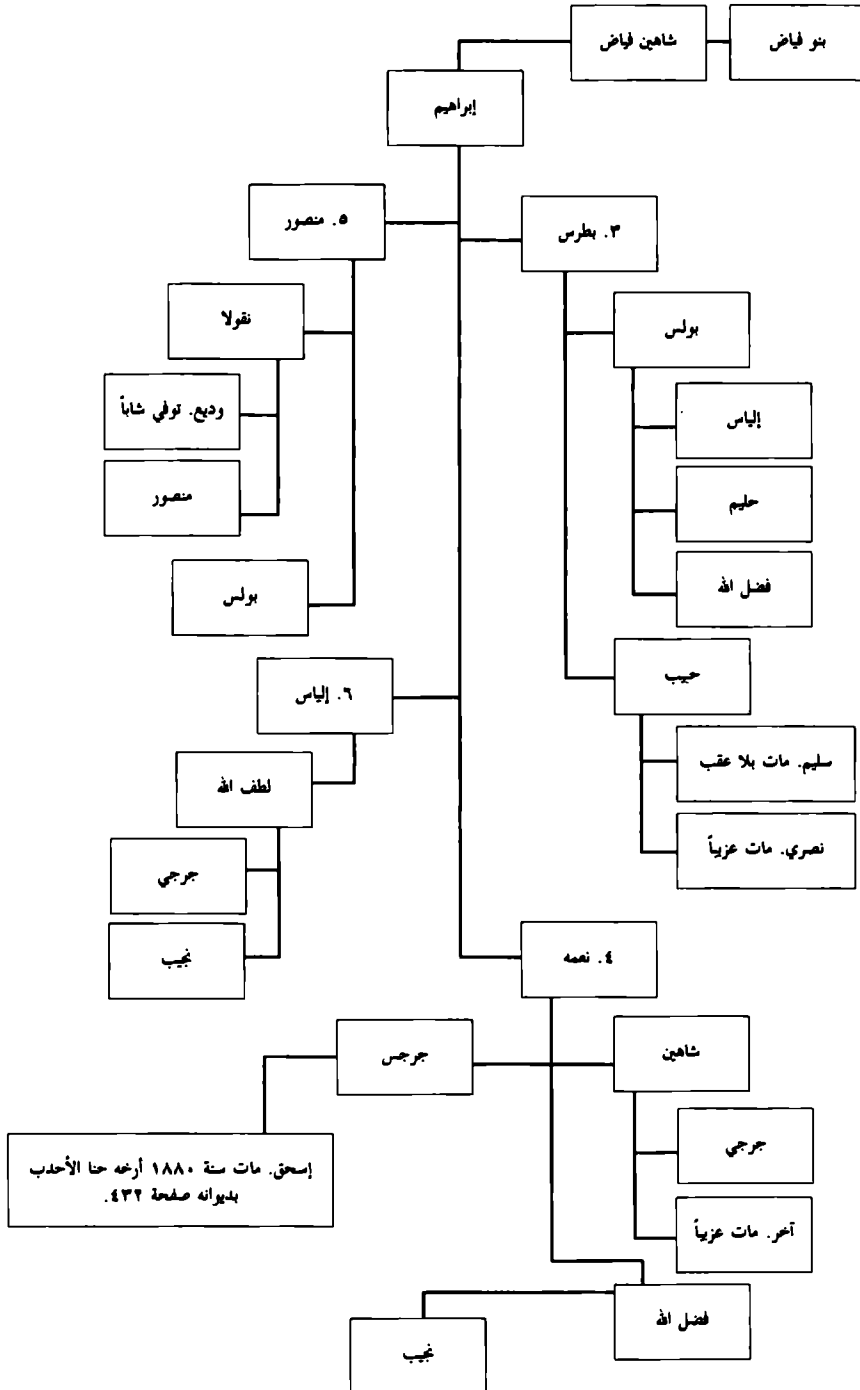 بنو فياض
شاهين فياض
إبراهيم
٣. بطرس
بولس
إلياس
حليم
فضل الله
حبيب
سليم. مات بلا عقب
نصري. مات عزبياً
٥. منصور
نقولا
وديع. توفي شاباً
منصور
بولس
٦. إلياس
لطف الله
جرجي
نجيب
٤. نعمه
شاهين
جرجي
آخر. مات عزبياً
جرجس
إسحق. مات سنة ١٨٨٠ أرخه حنا الأحدب
بديوانه صفحة ٤٣٢.
فضل الله
نجيب